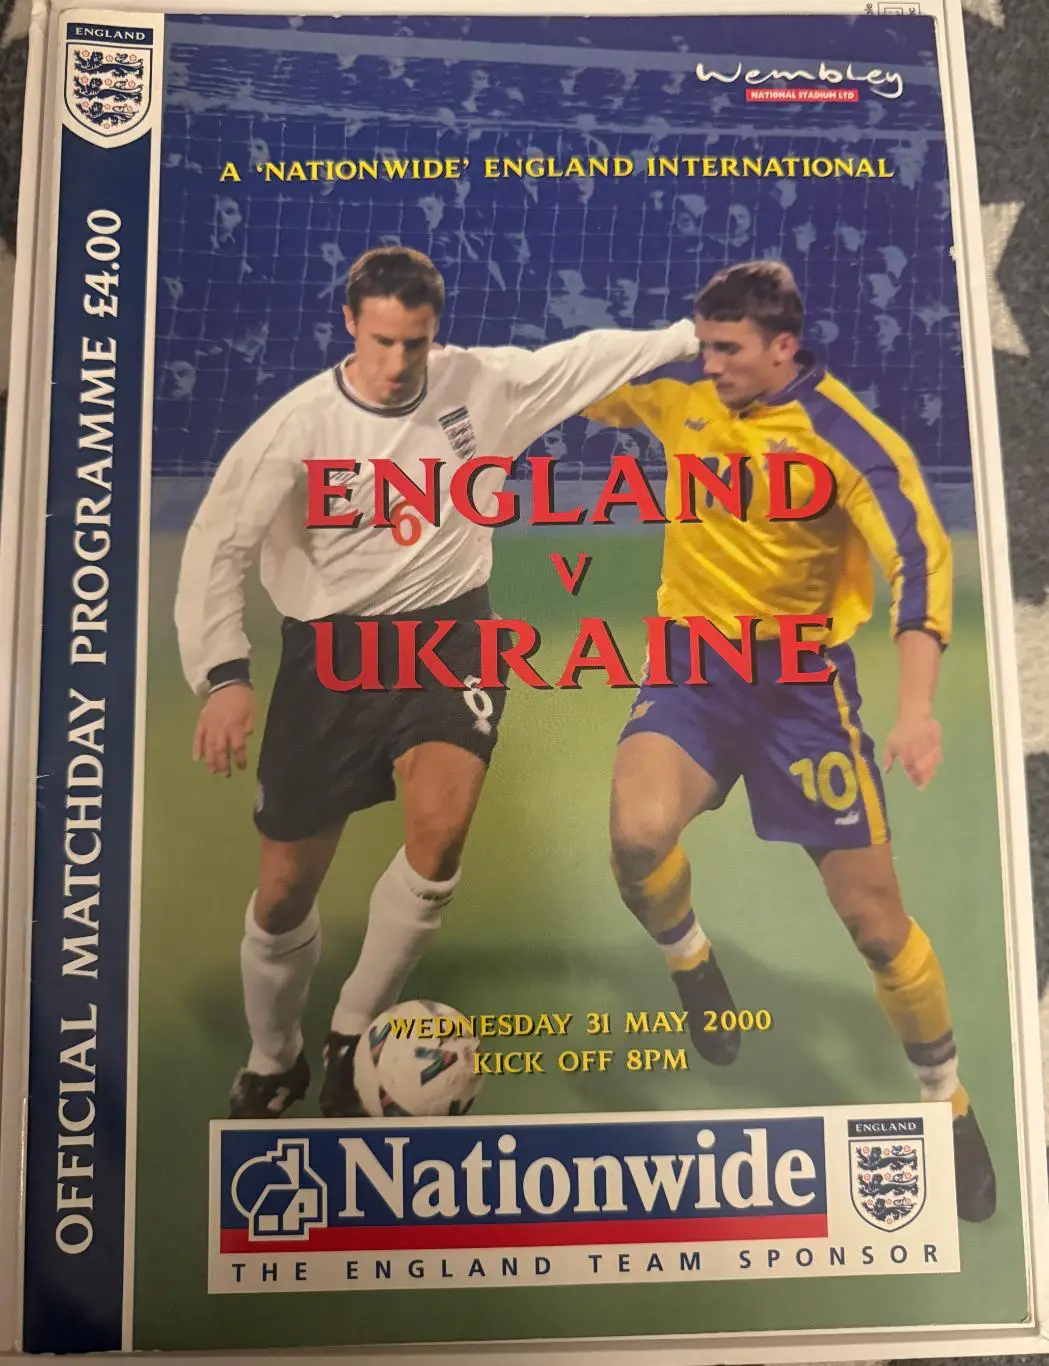 ENGLAND
Wembley
NATIONAL STADIUM LTD
A 'NATIONWIDE' ENGLAND INTERNATIONAL
OFFICIAL MATCHDAY PROGRAMME £4.00
ENGLAND
6
V
UKRAINE
6
10
WEDNESDAY 31 MAY 2000
KICK OFF 8PM
Nationwide
ENGLAND
THE ENGLAND TEAM SPONSOR